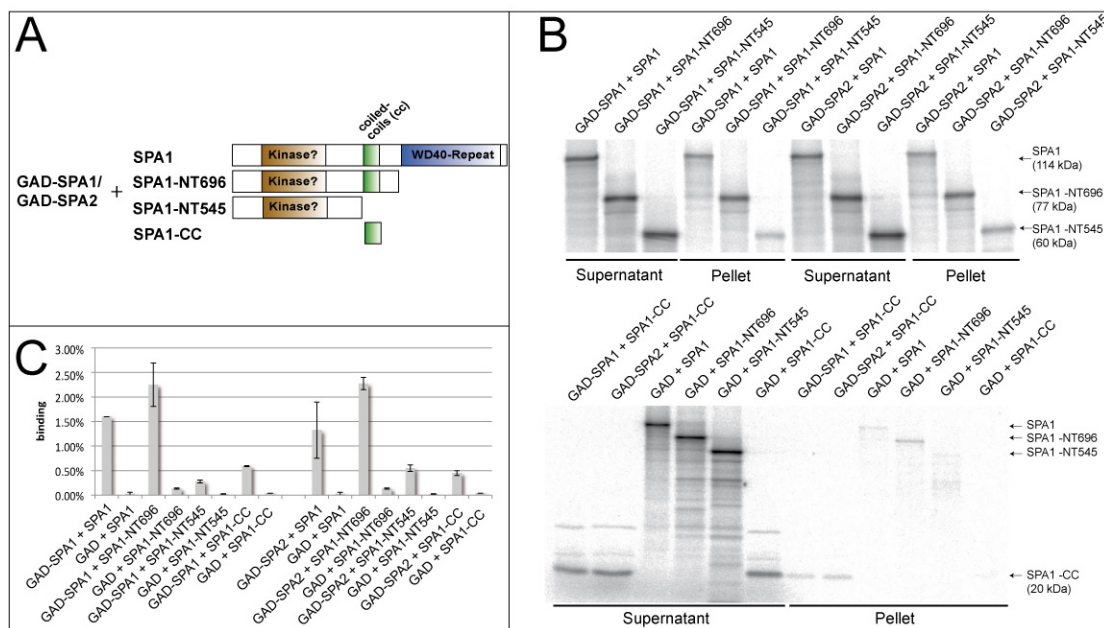 A
coiled-
coils (cc)
SPA1
Kinase?
WD40-Repeat
GAD-SPA1/
GAD-SPA2
+
SPA1-NT696
Kinase?
SPA1-NT545
Kinase?
SPA1-CC
B
GAD-SPA1 + SPA1
GAD-SPA1 + SPA1-NT696
GAD-SPA1 + SPA1-NT545
GAD-SPA1 + SPA1
GAD-SPA1 + SPA1-NT696
GAD-SPA1 + SPA1-NT545
GAD-SPA2 + SPA1
GAD-SPA2 + SPA1-NT696
GAD-SPA2 + SPA1-NT545
GAD-SPA2 + SPA1
GAD-SPA2 + SPA1-NT696
GAD-SPA2 + SPA1-NT545
SPA1
(114 kDa)
SPA1 -NT696
(77 kDa)
SPA1 -NT545
(60 kDa)
Supernatant
Pellet
Supernatant
Pellet
GAD-SPA1 + SPA1-CC
GAD-SPA2 + SPA1-CC
GAD + SPA1
GAD + SPA1-NT696
GAD + SPA1-NT545
GAD + SPA1-CC
GAD-SPA1 + SPA1-CC
GAD-SPA2 + SPA1-CC
GAD + SPA1
GAD + SPA1-NT696
GAD + SPA1-NT545
GAD + SPA1-CC
SPA1
SPA1 -NT696
SPA1 -NT545
SPA1 -CC
(20 kDa)
Supernatant
Pellet
C
3.00%
2.50%
2.00%
1.50%
1.00%
0.50%
0.00%
binding
GAD-SPA1 + SPA1
GAD + SPA1
GAD-SPA1 + SPA1-NT696
GAD + SPA1-NT696
GAD-SPA1 + SPA1-NT545
GAD + SPA1-NT545
GAD-SPA1 + SPA1-CC
GAD + SPA1-CC
GAD-SPA2 + SPA1
GAD + SPA1
GAD-SPA2 + SPA1-NT696
GAD + SPA1-NT696
GAD-SPA2 + SPA1-NT545
GAD + SPA1-NT545
GAD-SPA2 + SPA1-CC
GAD + SPA1-CC